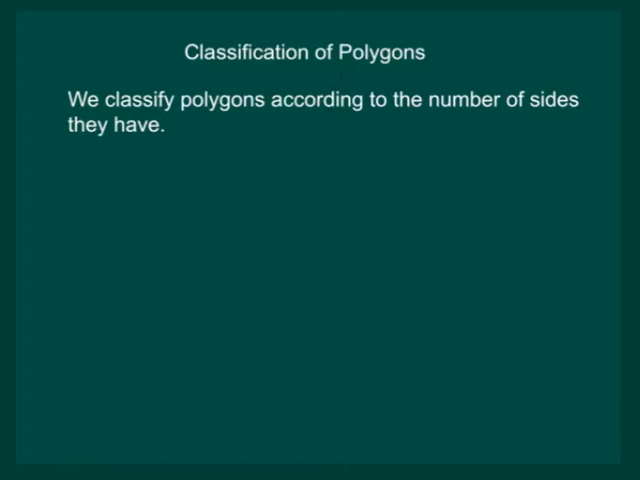 Classification of Polygons
We classify polygons according to the number of sides
they have.